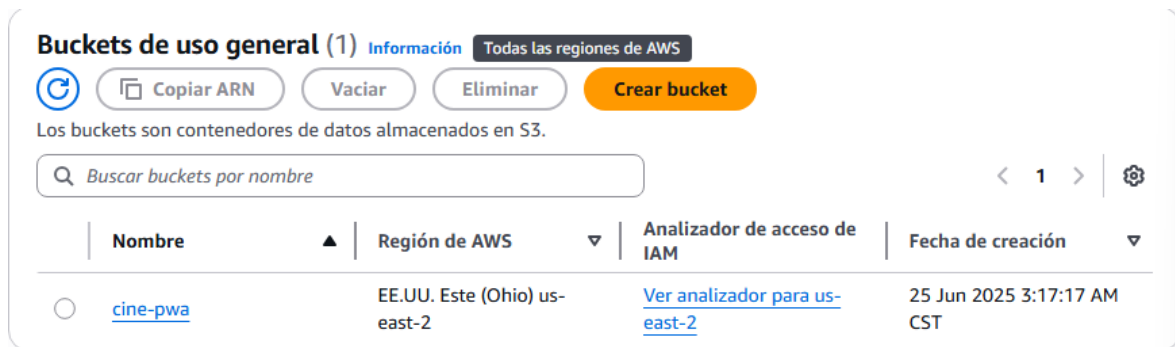 Buckets de uso general (1) Información Todas las regiones de AWS
Copiar ARN Vaciar Eliminar Crear bucket
Los buckets son contenedores de datos almacenados en S3.
Buscar buckets por nombre
1
Nombre
Región de AWS
Analizador de acceso de
IAM
Fecha de creación
cine-pwa
EE.UU. Este (Ohio) us-
east-2
Ver analizador para us-
east-2
25 Jun 2025 3:17:17 AM
CST